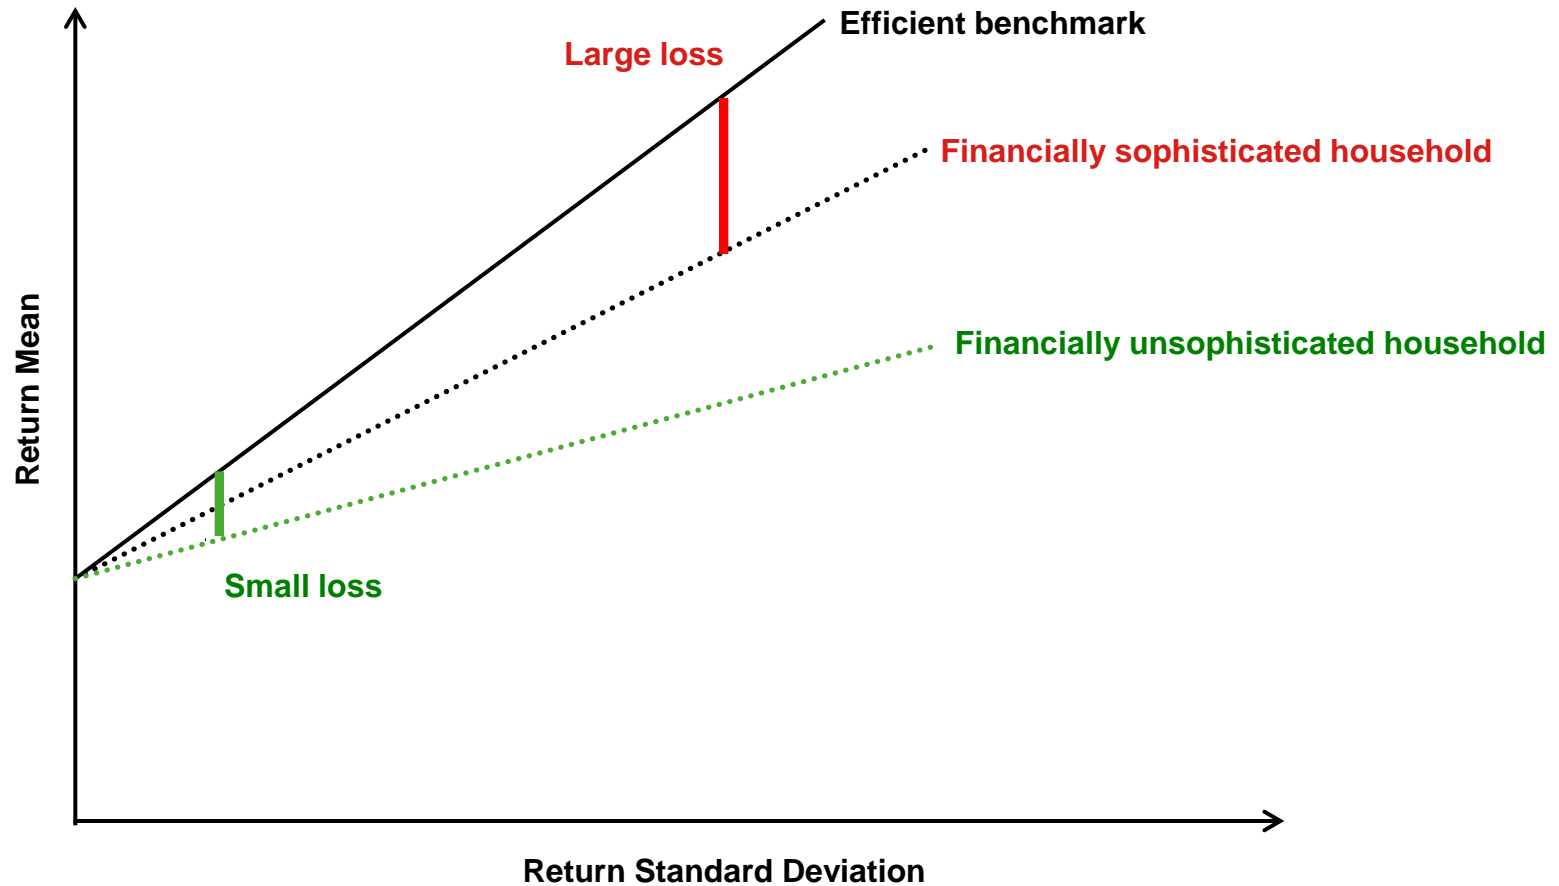 Efficient benchmark
Large loss
Financially sophisticated household
Financially unsophisticated household
Return Mean
Small loss
Return Standard Deviation